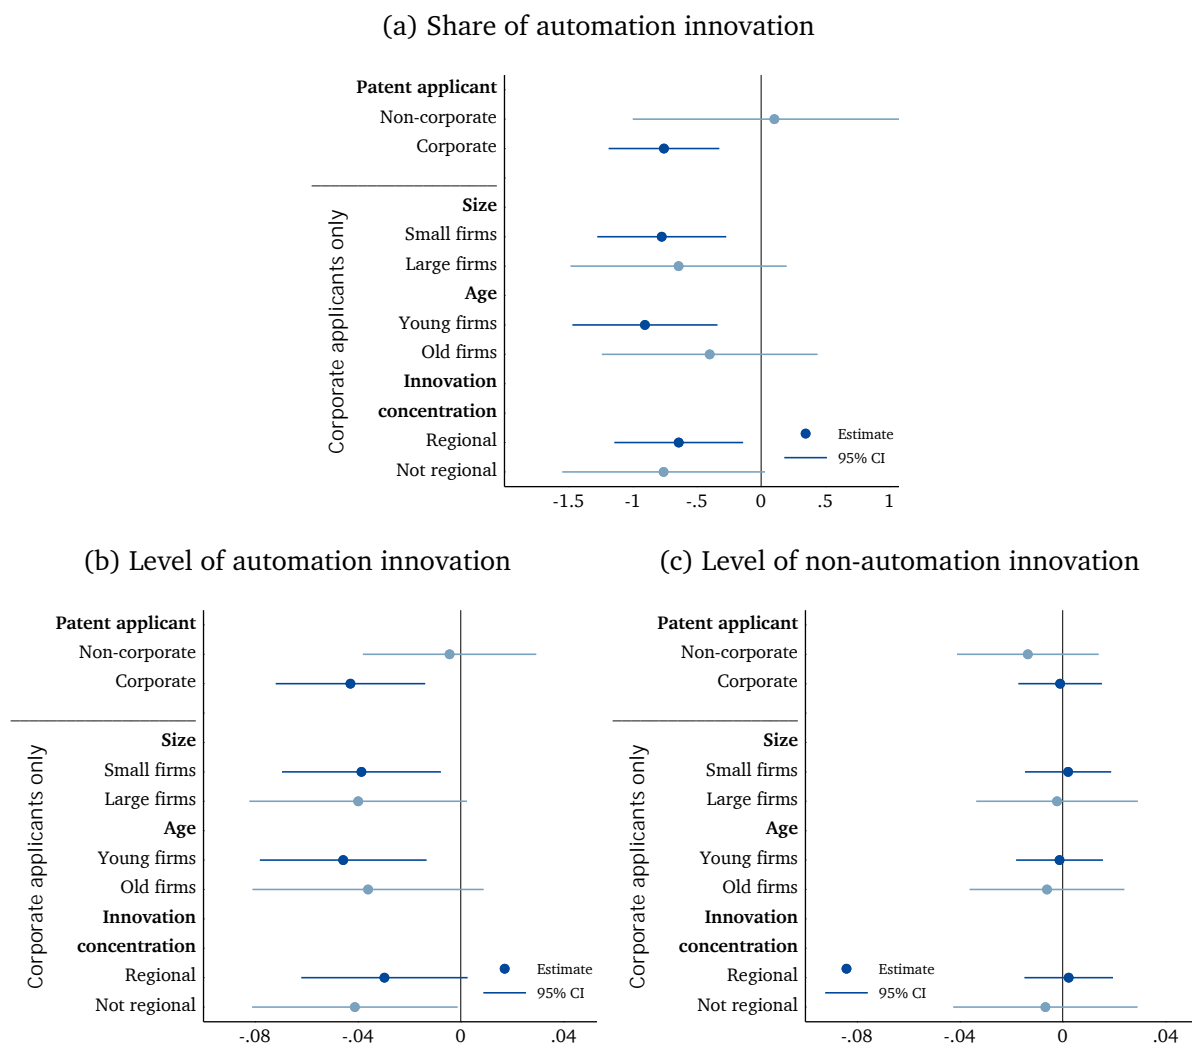 (a) Share of automation innovation
Patent applicant
Non-corporate
Corporate
Corporate applicants only
Size
Small firms
Large firms
Age
Young firms
Old firms
Innovation
concentration
Regional
Not regional
Estimate
95% CI
-1.5 -1 -.5 0 .5 1
(b) Level of automation innovation
Patent applicant
Non-corporate
Corporate
Corporate applicants only
Size
Small firms
Large firms
Age
Young firms
Old firms
Innovation
concentration
Regional
Not regional
Estimate
95% CI
-.08 -.04 0 .04
(c) Level of non-automation innovation
Patent applicant
Non-corporate
Corporate
Corporate applicants only
Size
Small firms
Large firms
Age
Young firms
Old firms
Innovation
concentration
Regional
Not regional
Estimate
95% CI
-.08 -.04 0 .04